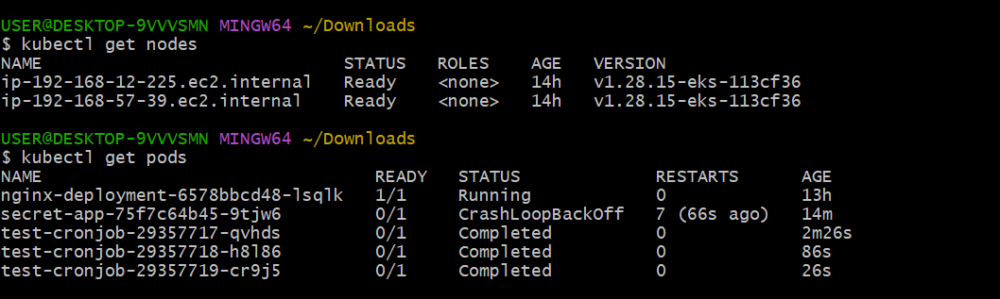 USER@DESKTOP-9VVVSMN MINGW64 ~/Downloads
$ kubectl get nodes
NAME STATUS ROLES AGE VERSION
ip-192-168-12-225.ec2.internal Ready <none> 14h v1.28.15-eks-113cf36
ip-192-168-57-39.ec2.internal Ready <none> 14h v1.28.15-eks-113cf36
USER@DESKTOP-9VVVSMN MINGW64 ~/Downloads
$ kubectl get pods
NAME READY STATUS RESTARTS AGE
nginx-deployment-6578bbcd48-lsqlk 1/1 Running 0 13h
secret-app-75f7c64b45-9tjw6 0/1 CrashLoopBackOff 7 (66s ago) 14m
test-cronjob-29357717-qvhds 0/1 Completed 0 2m26s
test-cronjob-29357718-h8l86 0/1 Completed 0 86s
test-cronjob-29357719-cr9j5 0/1 Completed 0 26s